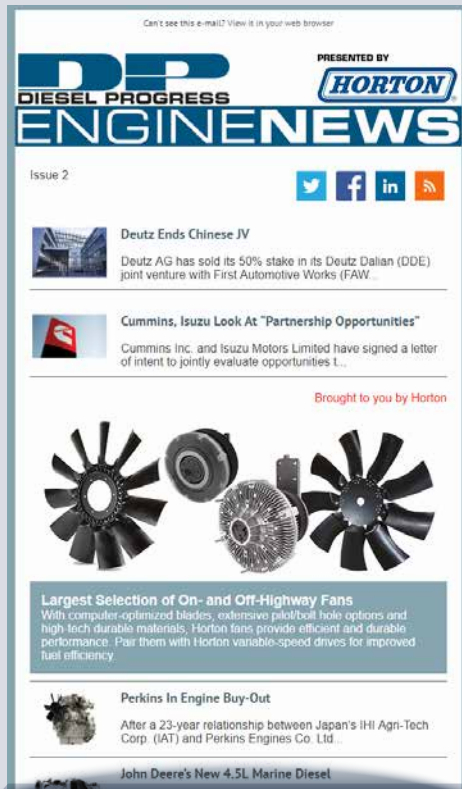 Can't see this e-mail? View it in your web browser
DP
DIESEL PROGRESS
PRESENTED BY
HORTON
ENGINENEWS
Issue 2
Deutz Ends Chinese JV
Deutz AG has sold its 50% stake in its Deutz Dalian (DDE)
joint venture with First Automotive Works (FAW...
Cummins, Isuzu Look At "Partnership Opportunities"
Cummins Inc. and Isuzu Motors Limited have signed a letter
of intent to jointly evaluate opportunities t...
Brought to you by Horton
Largest Selection of On- and Off-Highway Fans
With computer-optimized blades, extensive pilot/bolt hole options and
high-tech durable materials, Horton fans provide efficient and durable
performance. Pair them with Horton variable-speed drives for improved
fuel efficiency.
Perkins In Engine Buy-Out
After a 23-year relationship between Japan's IHI Agri-Tech
Corp. (IAT) and Perkins Engines Co. Ltd...
John Deere's New 4.5L Marine Diesel